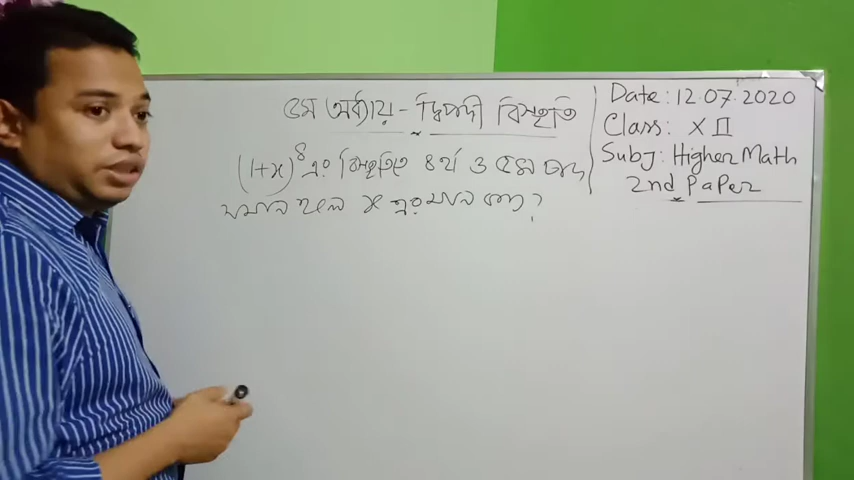 ৫ম অধ্যায় - দ্বিপদী বিস্তৃতি
(1+x)^8 এর বিস্তৃতিতে ৪র্থ ও ৫ম পদ
সমান হলে x এর মান কত?
Date: 12.07.2020
Class: XII
Subj: Higher Math
2nd Paper